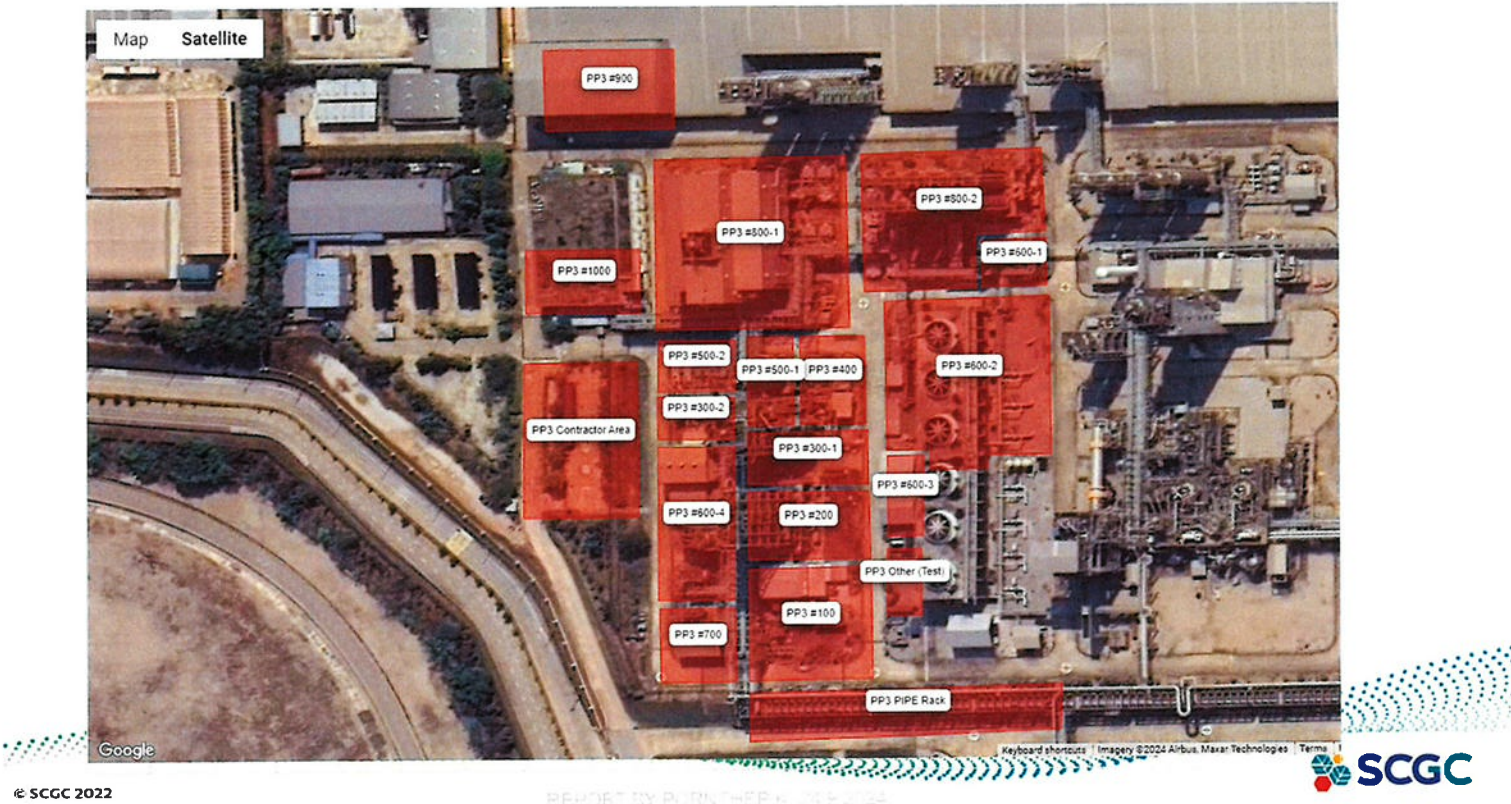 Map Satellite
PP3 #900
PP3 #800-2
PP3 #800-1
PP3 #600-1
PP3 #1000
PP3 #500-2
PP3 #500-1
PP3 #400
PP3 #600-2
PP3 #300-2
PP3 Contractor Area
PP3 #300-1
PP3 #600-3
PP3 #600-4
PP3 #200
PP3 Other (Test)
PP3 #100
PP3 #700
PP3 PIPE Rack
Google
Keyboard shortcuts
Imagery ©2024 Airbus, Maxar Technologies
Terms
SCGC
© SCGC 2022
REPORT BY